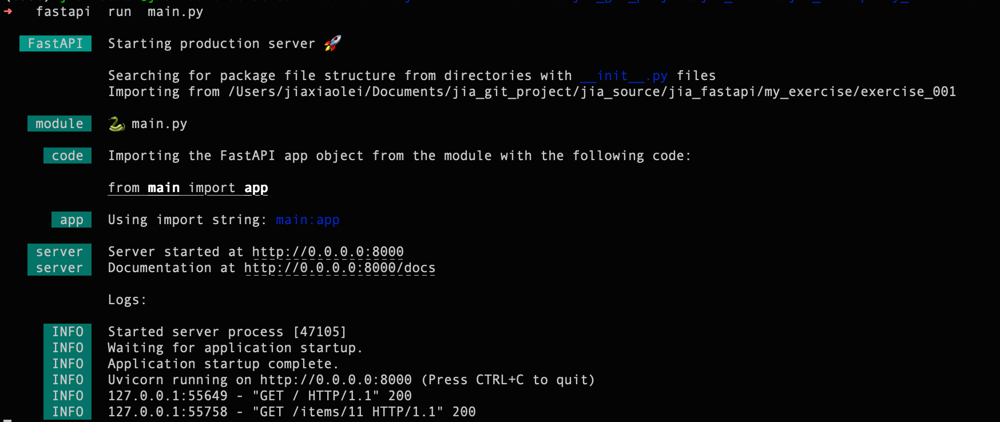 ➜ fastapi run main.py
FastAPI Starting production server 🚀
Searching for package file structure from directories with __init__.py files
Importing from /Users/jiaxiaolei/Documents/jia_git_project/jia_source/jia_fastapi/my_exercise/exercise_001
module 🐍 main.py
code Importing the FastAPI app object from the module with the following code:
from main import app
app Using import string: main:app
server Server started at http://0.0.0.0:8000
server Documentation at http://0.0.0.0:8000/docs
Logs:
INFO Started server process [47105]
INFO Waiting for application startup.
INFO Application startup complete.
INFO Uvicorn running on http://0.0.0.0:8000 (Press CTRL+C to quit)
INFO 127.0.0.1:55649 - "GET / HTTP/1.1" 200
INFO 127.0.0.1:55758 - "GET /items/11 HTTP/1.1" 200